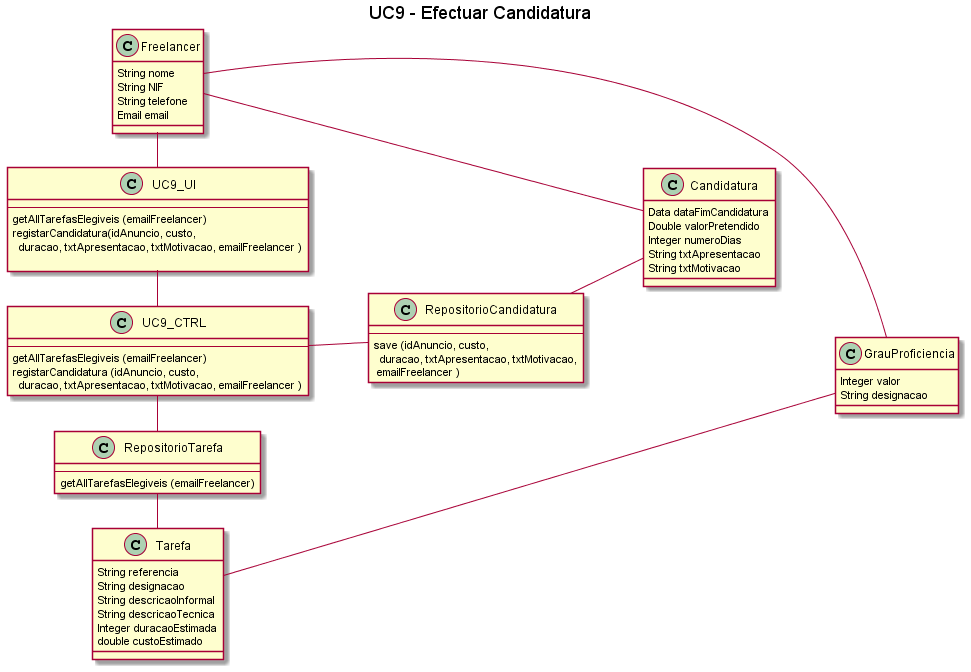 UC9 - Efectuar Candidatura
C Freelancer
String nome
String NIF
String telefone
Email email
C UC9_UI
getAllTarefasElegiveis (emailFreelancer)
registarCandidatura(idAnuncio, custo,
duracao, txtApresentacao, txtMotivacao, emailFreelancer )
C Candidatura
Data dataFimCandidatura
Double valorPretendido
Integer numeroDias
String txtApresentacao
String txtMotivacao
C UC9_CTRL
getAllTarefasElegiveis (emailFreelancer)
registarCandidatura (idAnuncio, custo,
duracao, txtApresentacao, txtMotivacao, emailFreelancer )
C RepositorioCandidatura
save (idAnuncio, custo,
duracao, txtApresentacao, txtMotivacao,
emailFreelancer )
C GrauProficiencia
Integer valor
String designacao
C RepositorioTarefa
getAllTarefasElegiveis (emailFreelancer)
C Tarefa
String referencia
String designacao
String descricaoInformal
String descricaoTecnica
Integer duracaoEstimada
double custoEstimado